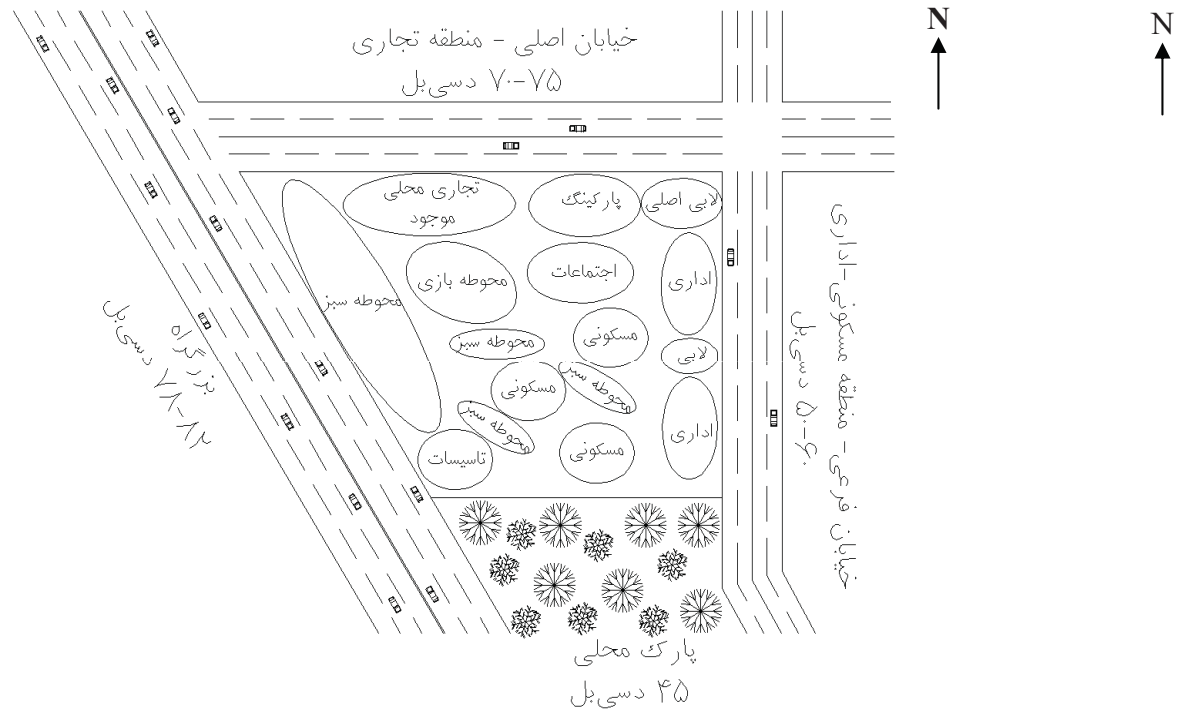 خیابان اصلی - منطقه تجاری
۷۰-۷۵ دسی‌بل
N
N
تجاری محلی
موجود
پارکینگ
لابی اصلی
محوطه بازی
اجتماعات
اداری
محوطه سبز
محوطه سبز
مسکونی
لابی
مسکونی
محوطه سبز
محوطه سبز
تاسیسات
مسکونی
اداری
بزرگراه
۷۸-۸۲ دسی‌بل
خیابان فرعی - منطقه مسکونی-اداری
۵۰-۶۰ دسی‌بل
پارک محلی
۴۵ دسی‌بل